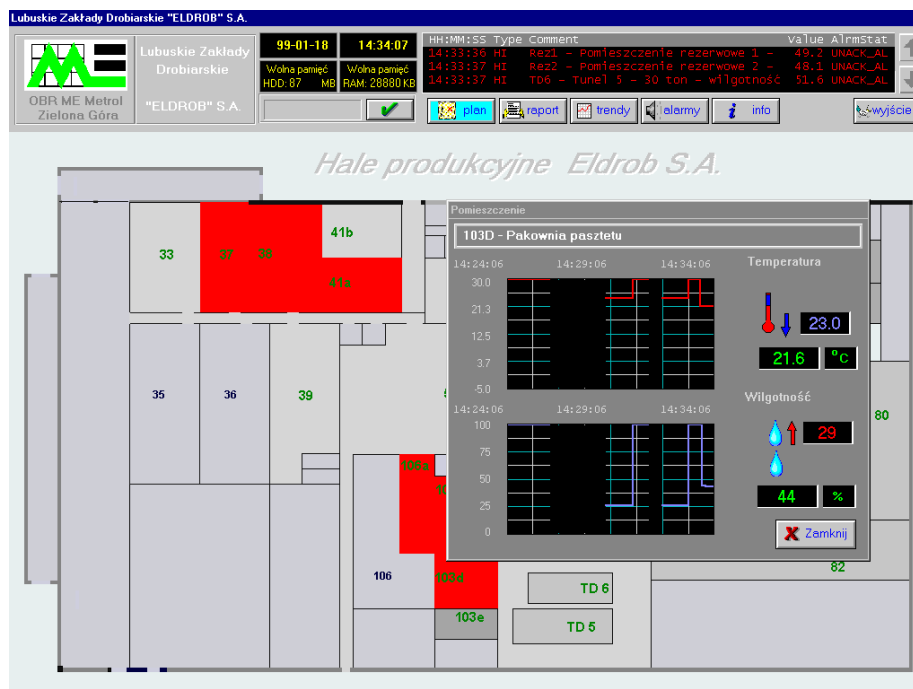 Lubuskie Zakłady Drobiarskie "ELDROB" S.A.
OBR ME Metrol
Zielona Góra
Lubuskie Zakłady
Drobiarskie
"ELDROB" S.A.
99-01-18
14:34:07
Wolna pamięć
HDD: 87 MB
Wolna pamięć
RAM: 28880 KB
HH:MM:SS Type Comment Value AlrmStat
14:33:36 HI Rez1 - Pomieszczenie rezerwowe 1 - 49.2 UNACK_AL
14:33:37 HI Rez2 - Pomieszczenie rezerwowe 2 - 48.1 UNACK_AL
14:33:37 HI TD6 - Tunel 5 - 30 ton - wilgotność 51.6 UNACK_AL
plan
raport
trendy
alarmy
info
wyjście
Hale produkcyjne Eldrob S.A.
33
37
38
41b
41a
35
36
39
106
103d
103e
TD 6
TD 5
80
82
Pomieszczenie
103D - Pakownia pasztetu
14:24:06 14:29:06 14:34:06
30.0
21.3
12.5
3.7
-5.0
Temperatura
23.0
21.6 °C
14:24:06 14:29:06 14:34:06
100
75
50
25
0
Wilgotność
29
44 %
Zamknij